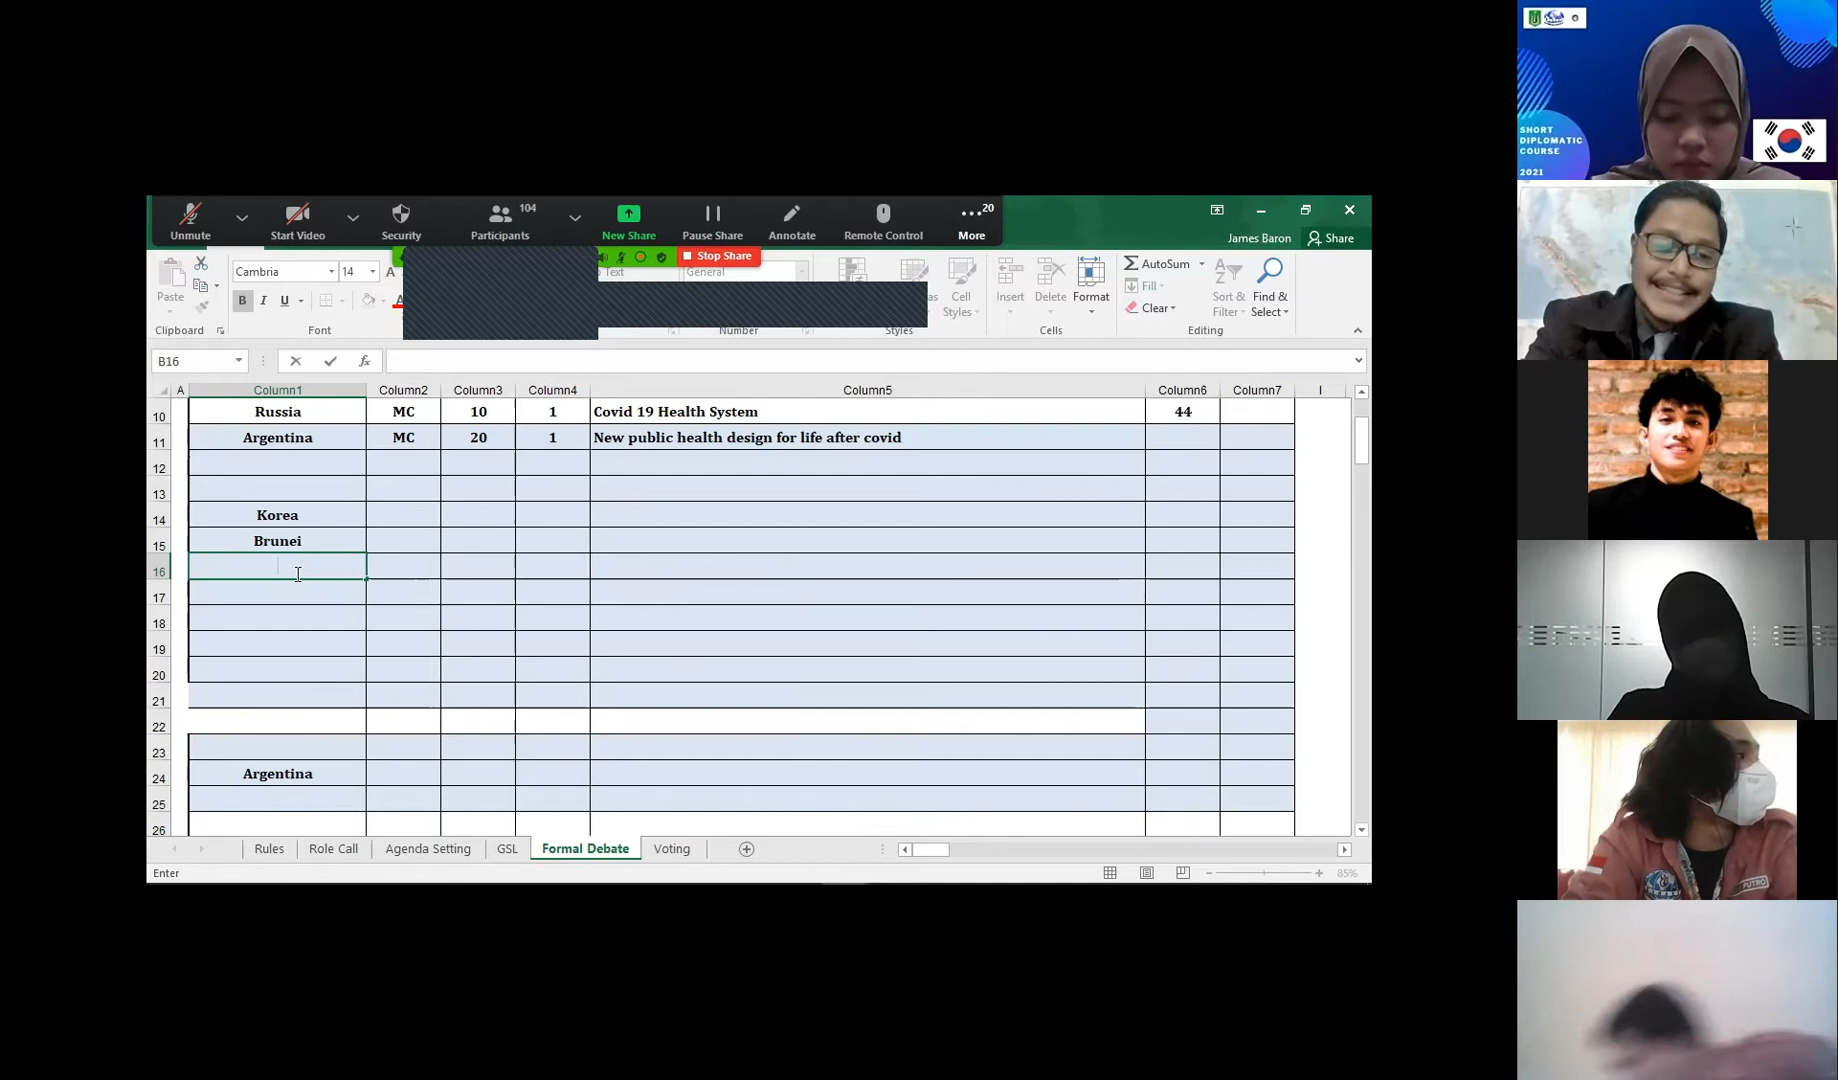 104
20
Unmute Start Video Security Participants New Share Pause Share Annotate Remote Control More
James Baron Share
Stop Share
Paste
Cambria 14 A
Text General
B I U A
Cell Styles
Insert Delete Format
AutoSum
Fill
Clear
Sort & Filter
Find & Select
Clipboard Font Number Styles Cells Editing
B16 fx
A Column1 Column2 Column3 Column4 Column5 Column6 Column7 I
10 Russia MC 10 1 Covid 19 Health System 44
11 Argentina MC 20 1 New public health design for life after covid
12
13
14 Korea
15 Brunei
16
17
18
19
20
21
22
23
24 Argentina
25
26
Rules Role Call Agenda Setting GSL Formal Debate Voting
Enter 85%
SHORT
DIPLOMATIC
COURSE
2021
PUTRO